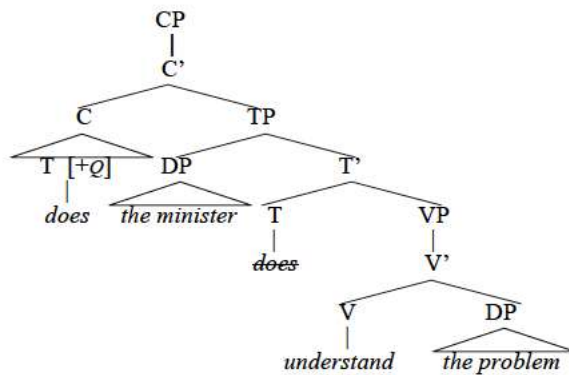 CP
C’
C TP
T [+Q] DP T’
does the minister T VP
does V’
V DP
understand the problem